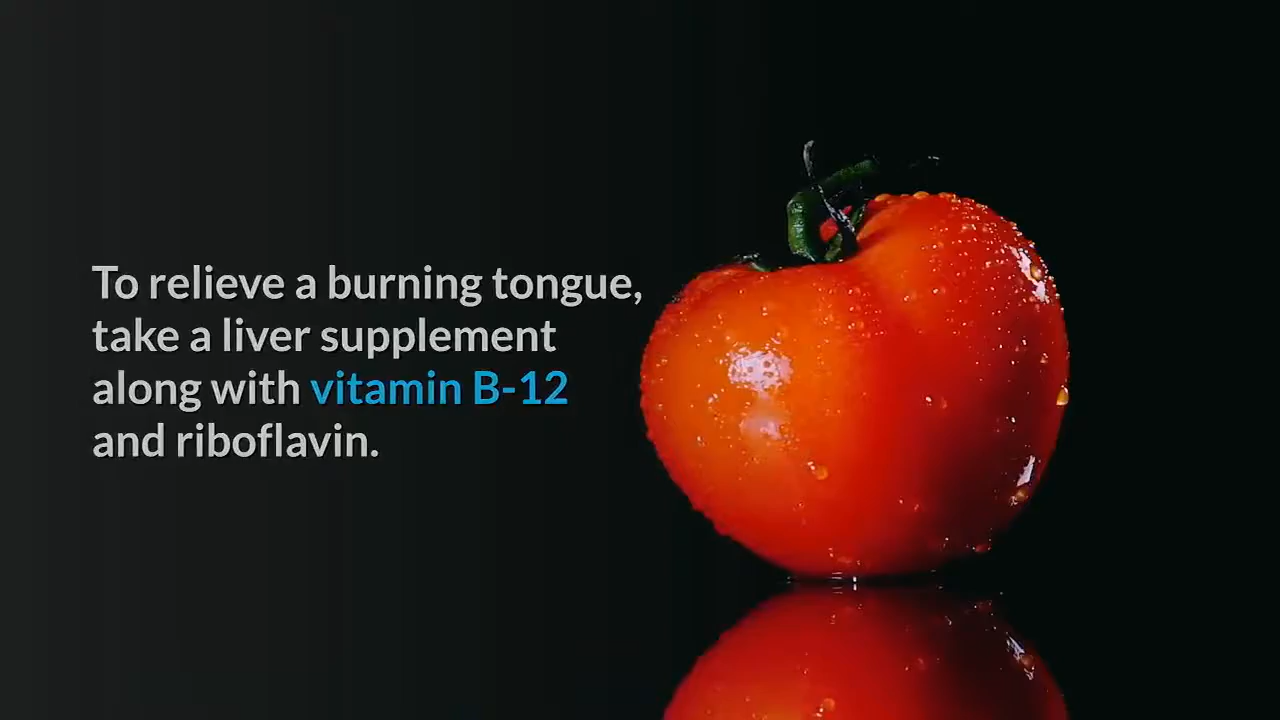 To relieve a burning tongue,
take a liver supplement
along with vitamin B-12
and riboflavin.